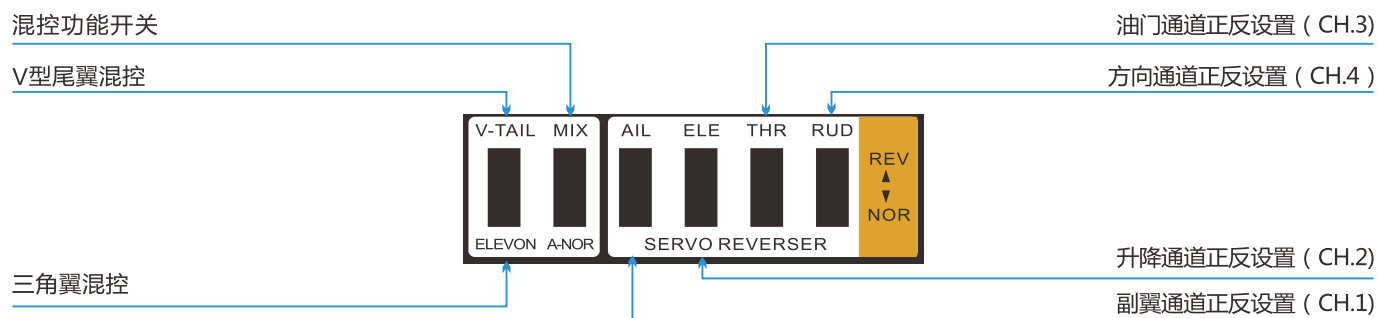 混控功能开关
油门通道正反设置（ CH.3)
V型尾翼混控
方向通道正反设置（ CH.4 ）
V-TAIL MIX AIL ELE THR RUD
REV
NOR
ELEVON A-NOR SERVO REVERSER
升降通道正反设置（ CH.2)
三角翼混控
副翼通道正反设置（ CH.1)